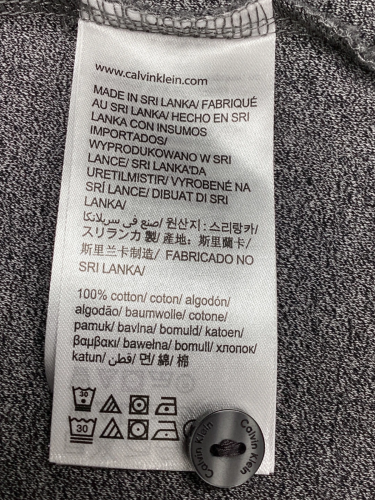 www.calvinklein.com
MADE IN SRI LANKA/ FABRIQUÉ
AU SRI LANKA/ HECHO EN SRI
LANKA CON INSUMOS
IMPORTADOS/
WYPRODUKOWANO W SRI
LANCE/ SRI LANKA'DA
URETILMISTIR/ VYROBENÉ NA
SRÍ LANCE/ DIBUAT DI SRI
LANKA/ صنع في سريلانكا/ 원산지 : 스리랑카/
スリランカ 製/ 產地：斯里蘭卡/
斯里兰卡制造/ FABRICADO NO
SRI LANKA/
100% cotton/ coton/ algodón/
algodão/ baumwolle/ cotone/
pamuk/ bavlna/ bomuld/ katoen/
βαμβακι/ bawełna/ bomull/ хлопок/
katun/ قطن/ 면/ 綿/ 棉
30
30
Calvin Klein
Calvin Klein